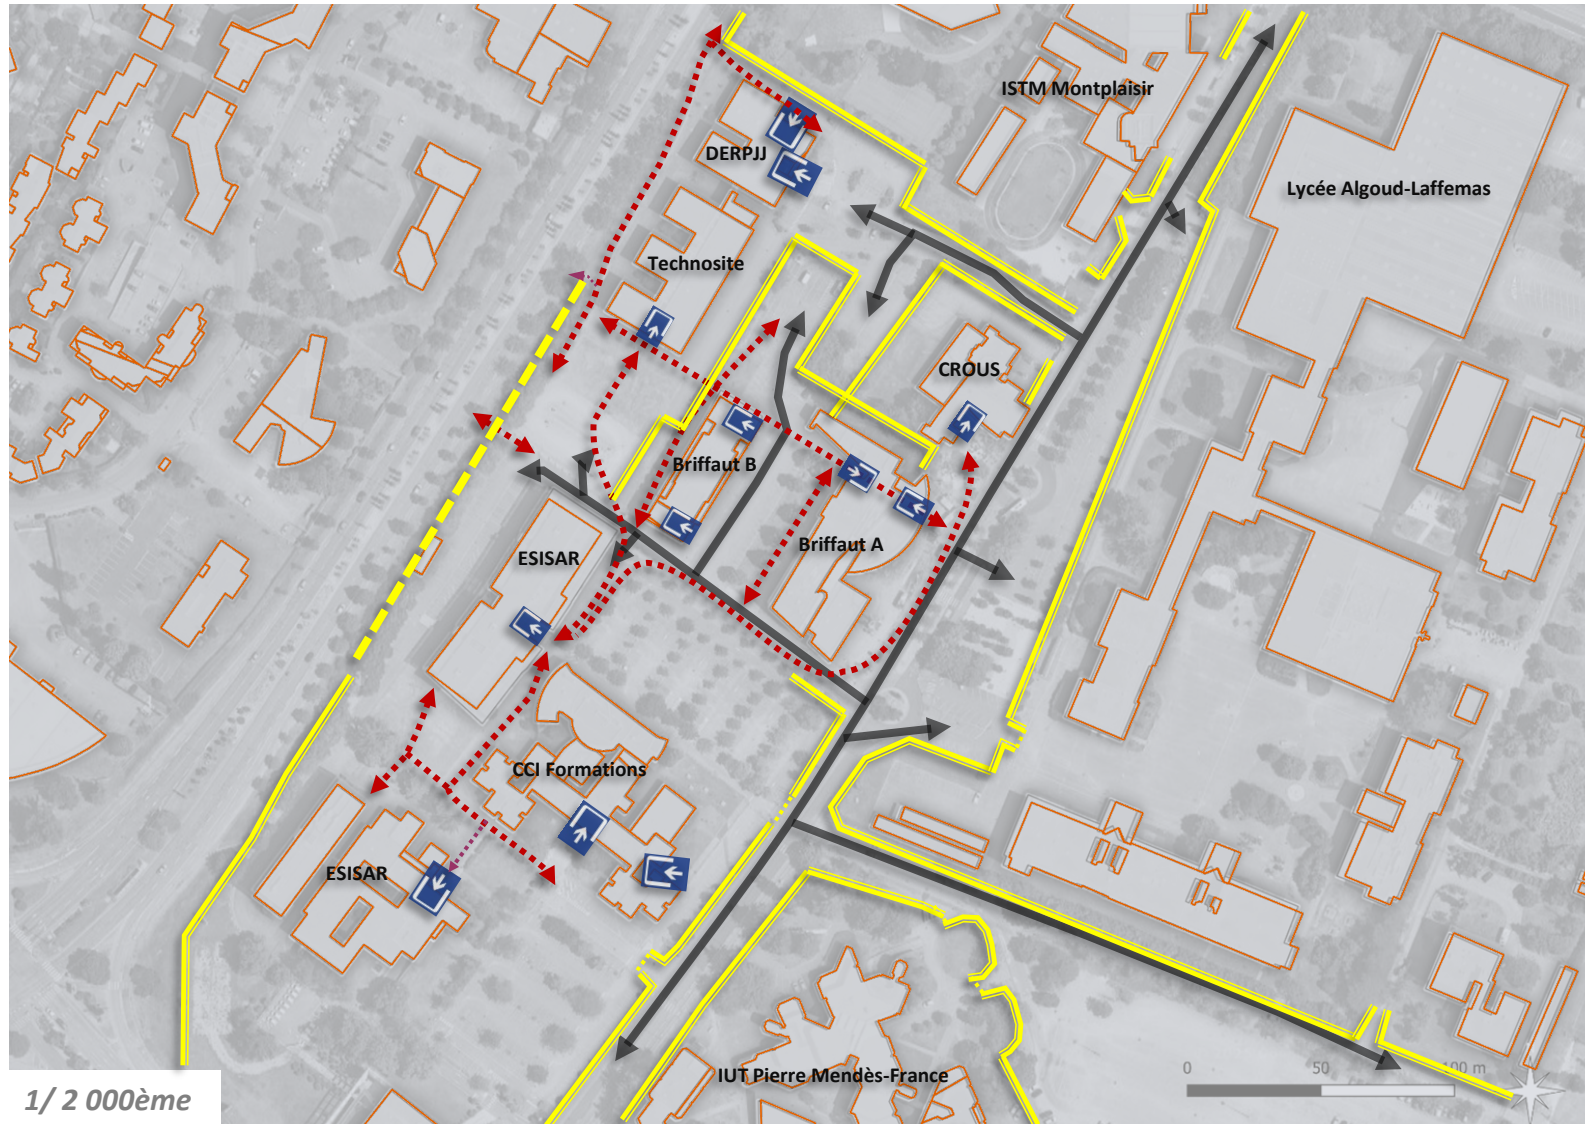 ISTM Montplaisir
DERPJJ
Lycée Algoud-Laffemas
Technosite
CROUS
Briffaut B
Briffaut A
ESISAR
CCI Formations
ESISAR
IUT Pierre Mendès-France
0 50 100 m
1/ 2 000ème